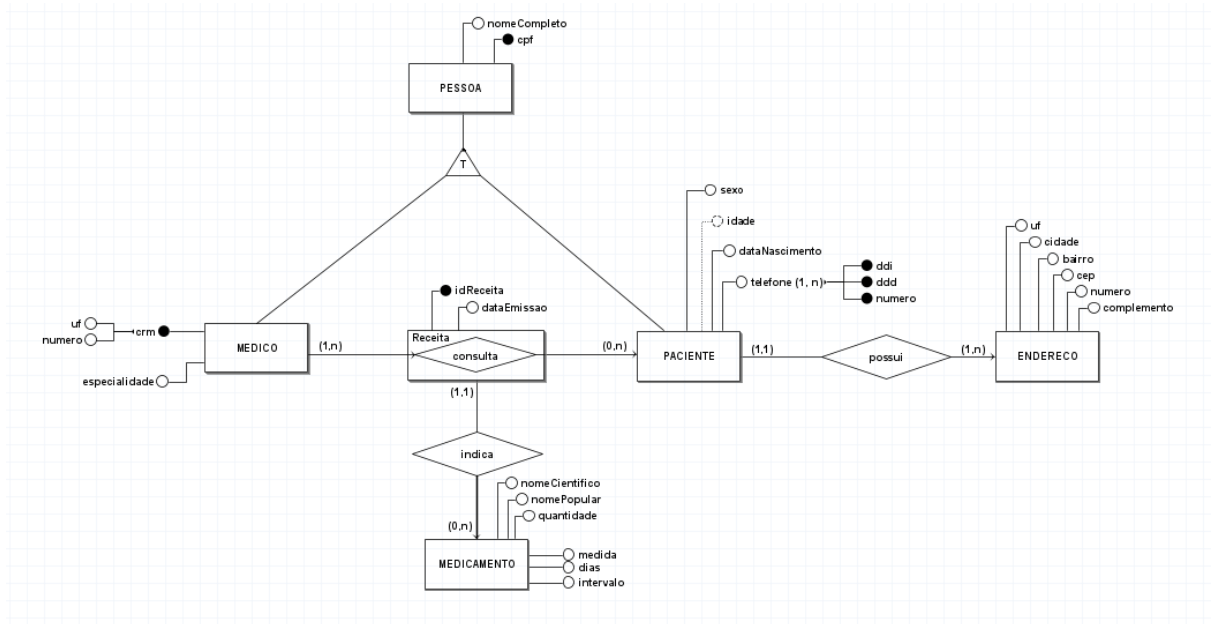 nomeCompleto
cpf
PESSOA
T
sexo
idade
dataNascimento
telefone (1, n)
ddi
ddd
numero
uf
cidade
bairro
cep
numero
complemento
idReceita
dataEmissao
uf
numero
crm
especialidade
MEDICO
(1,n)
Receita
consulta
(0,n)
PACIENTE
(1,1)
possui
(1,n)
ENDERECO
(1,1)
indica
(0,n)
nomeCientifico
nomePopular
quantidade
MEDICAMENTO
medida
dias
intervalo